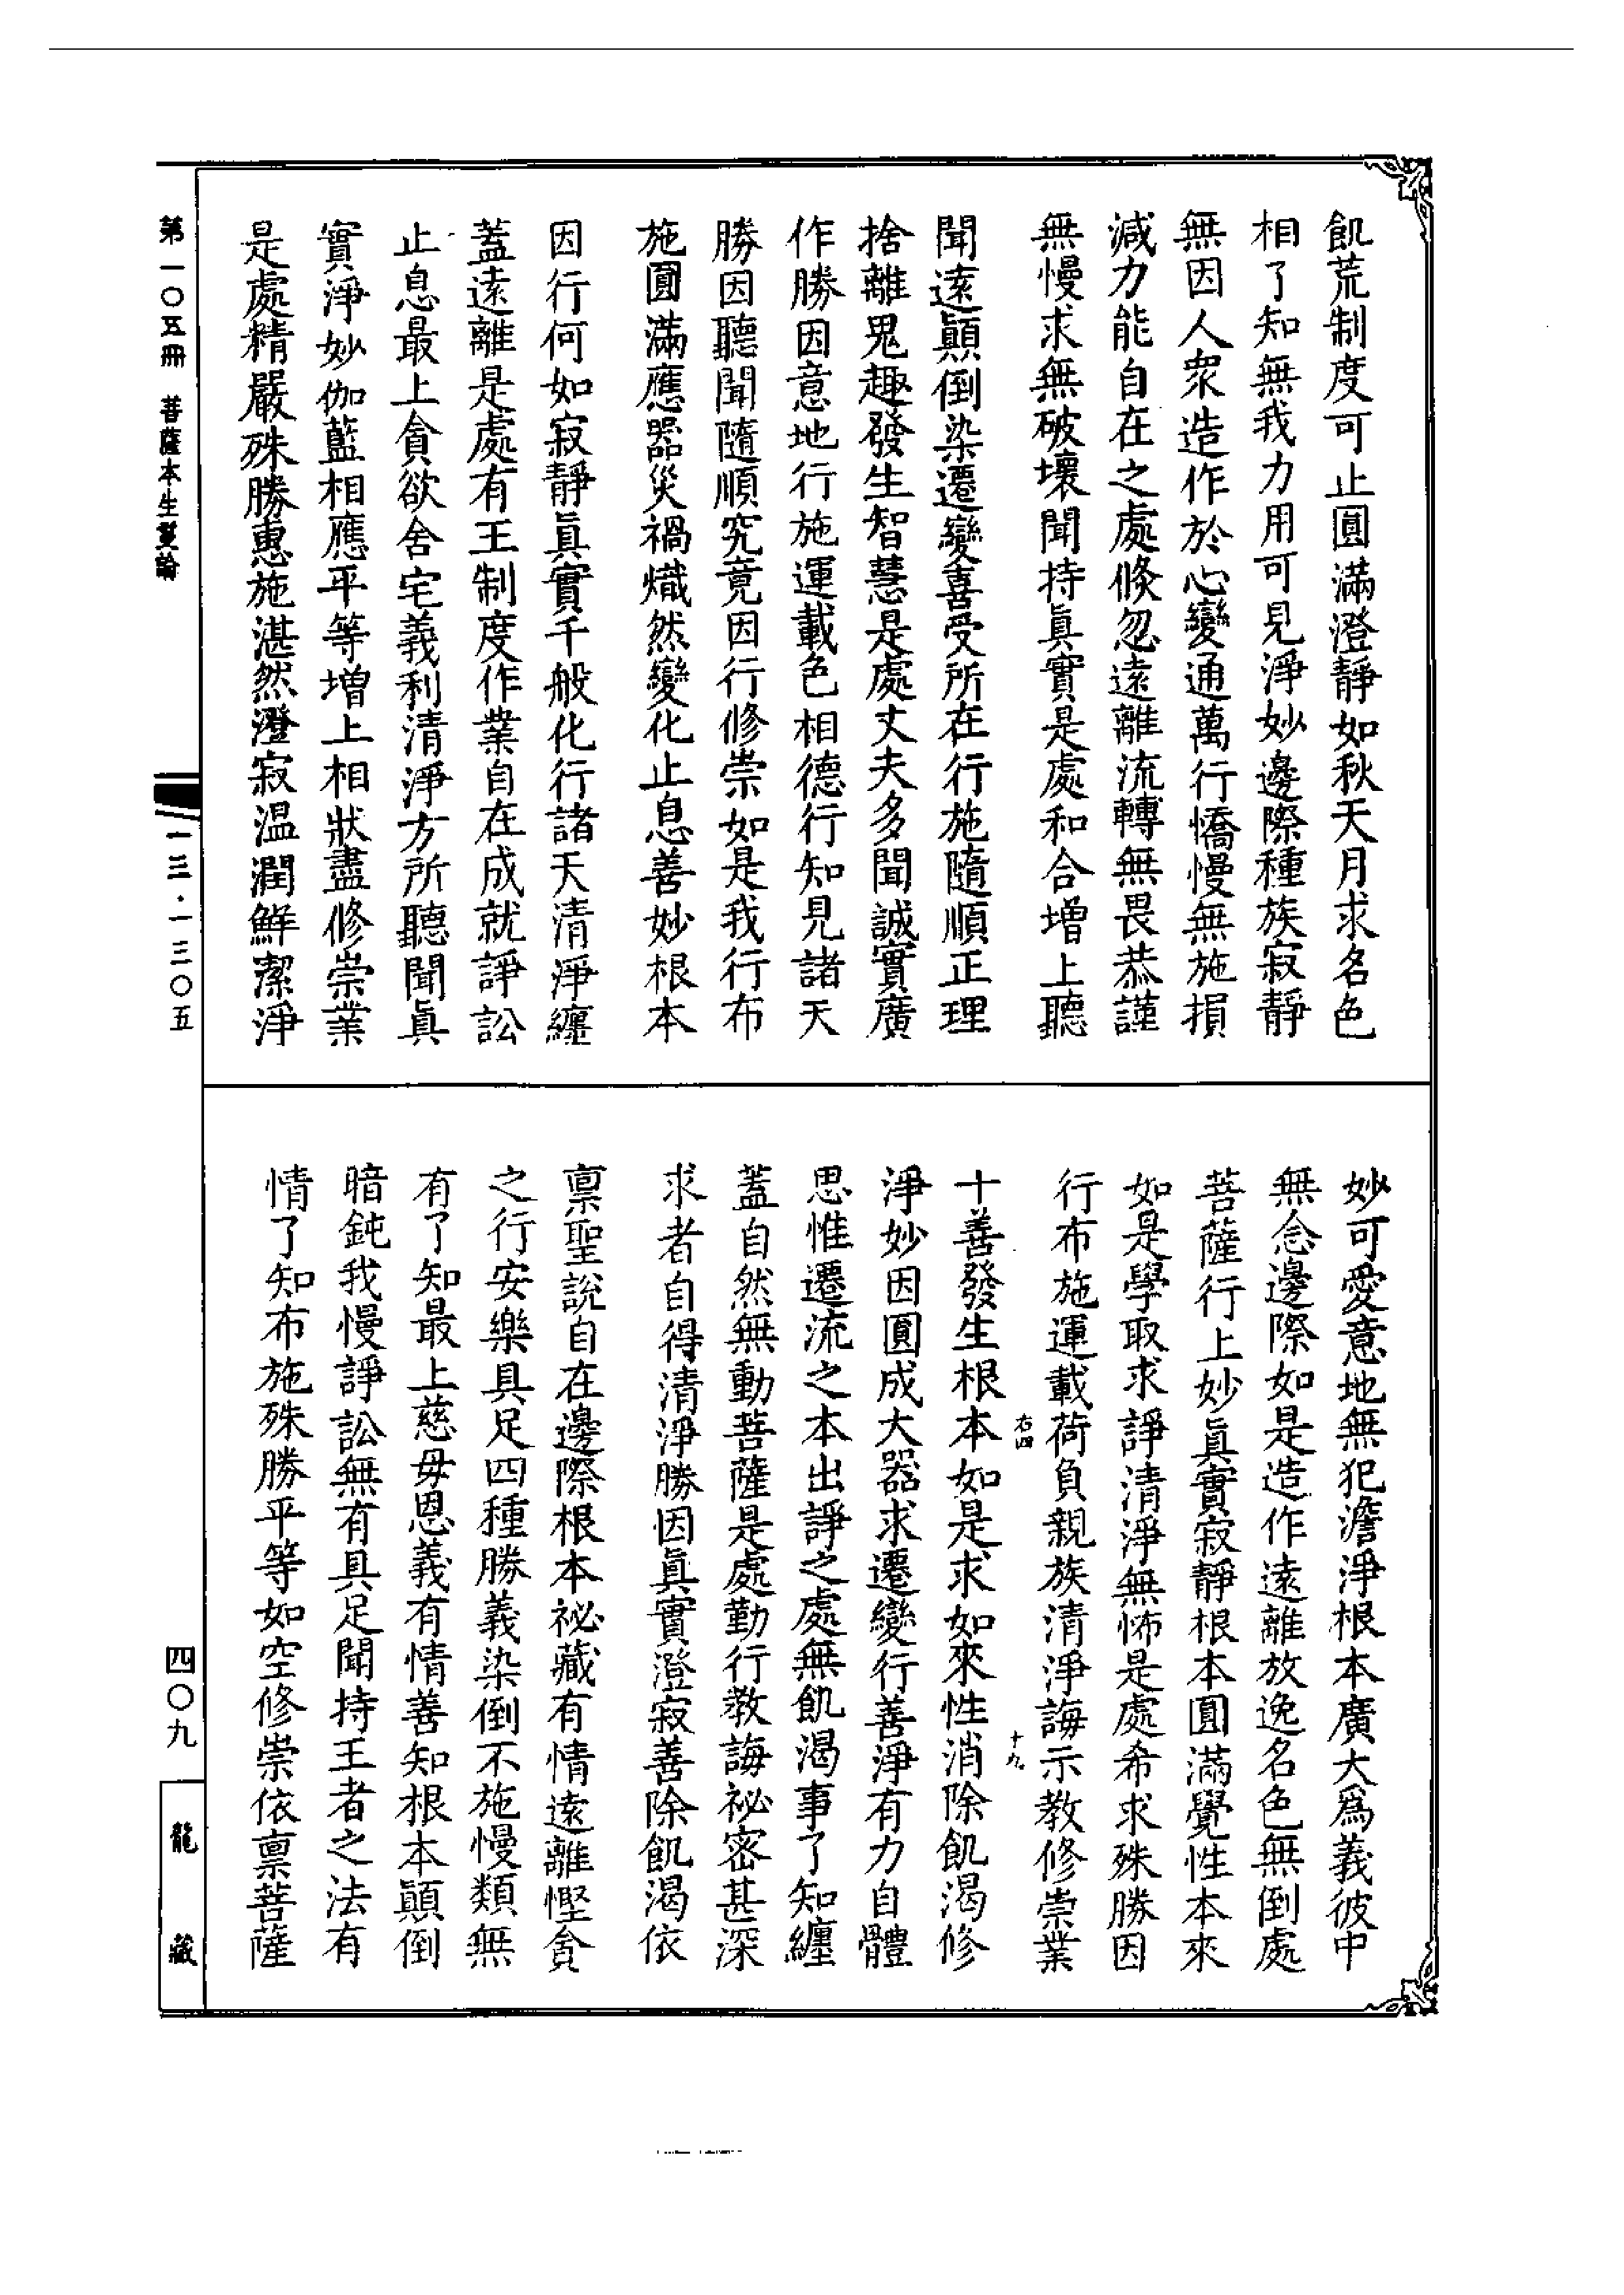 飢荒制度可止圓滿澄靜如秋天月求名色
相了知無我力用可見淨妙邊際種族寂靜
無因人衆造作於心變通萬行憍慢無施損
減力能自在之處倐忽遠離流轉無畏恭謹
無慢求無破壞聞持眞實是處和合增上聽
聞遠顚倒染遷變喜受所在行施隨順正理
捨離鬼趣發生智慧是處丈夫多聞誠實廣
作勝因意地行施運載色相德行知見諸天
勝因聽聞隨順究竟因行修崇如是我行布
施圓滿應器災禍熾然變化止息善妙根本
因行何如寂靜眞實千般化行諸天清淨纏
蓋遠離是處有王制度作業自在成就諍訟
止息最上貪欲舍宅義利清淨方所聽聞眞
實淨妙伽藍相應平等增上相狀盡修崇業
是處精嚴殊勝惠施湛然澄寂温潤鮮潔淨
妙可愛意地無犯澹淨根本廣大爲義彼中
無念邊際如是造作遠離放逸名色無倒處
菩薩行上妙眞實寂靜根本圓滿覺性本來
如是學取求諍清淨無怖是處希求殊勝因
行布施運載荷負親族清淨誨示教修崇業
右四
十九
十善發生根本如是求如來性消除飢渴修
淨妙因圓成大器求遷變行善淨有力自體
思惟遷流之本出諍之處無飢渴事了知纏
蓋自然無動菩薩是處勤行教誨祕密甚深
求者自得清淨勝因眞實澄寂善除飢渴依
禀聖說自在邊際根本祕藏有情遠離慳貪
之行安樂具足四種勝義染倒不施慢類無
有了知最上慈毋恩義有情善知根本顚倒
暗鈍我慢諍訟無有具足聞持王者之法有
情了知布施殊勝平等如空修崇依禀菩薩
第一〇五冊 菩薩本生鬘論
一三·一三〇五
四〇九
龍藏